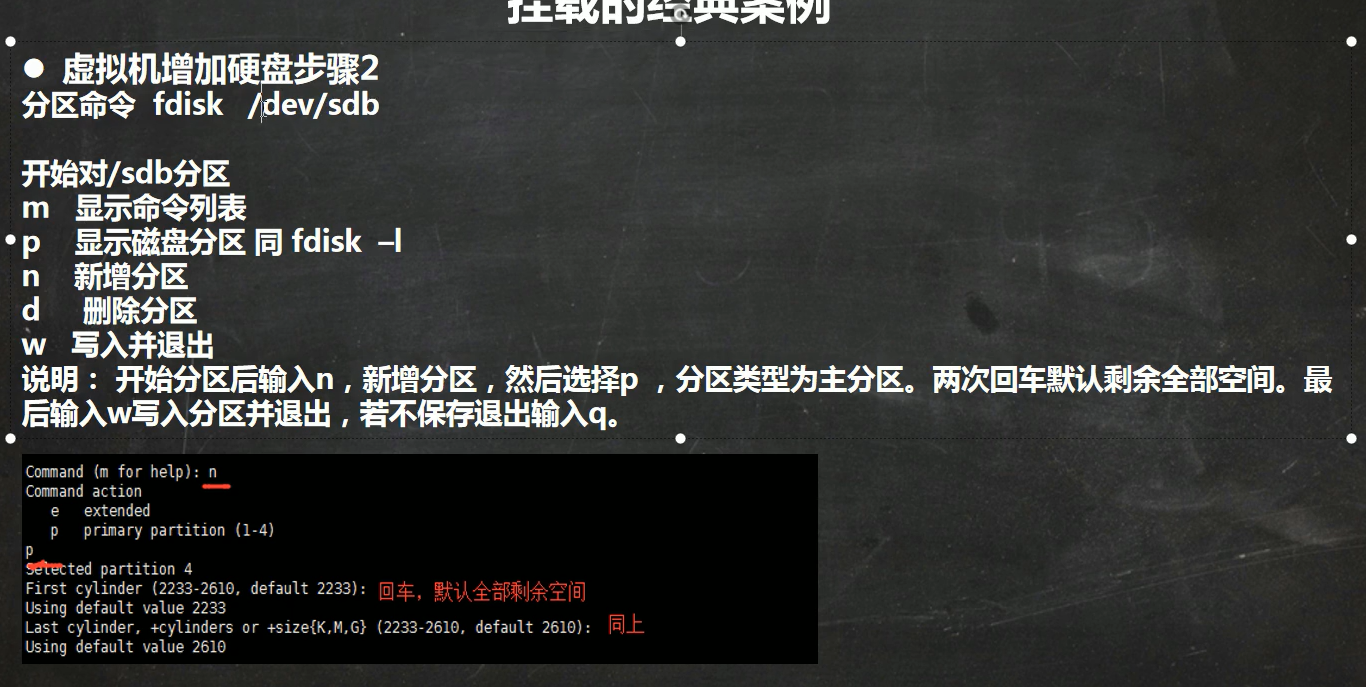 挂载的经典案例
● 虚拟机增加硬盘步骤2
分区命令 fdisk /dev/sdb
开始对/sdb分区
m 显示命令列表
p 显示磁盘分区 同 fdisk –l
n 新增分区
d 删除分区
w 写入并退出
说明： 开始分区后输入n，新增分区，然后选择p ，分区类型为主分区。两次回车默认剩余全部空间。最
后输入w写入分区并退出，若不保存退出输入q。
Command (m for help): n
Command action
e extended
p primary partition (1-4)
p
Selected partition 4
First cylinder (2233-2610, default 2233): 回车，默认全部剩余空间
Using default value 2233
Last cylinder, +cylinders or +size{K,M,G} (2233-2610, default 2610): 同上
Using default value 2610